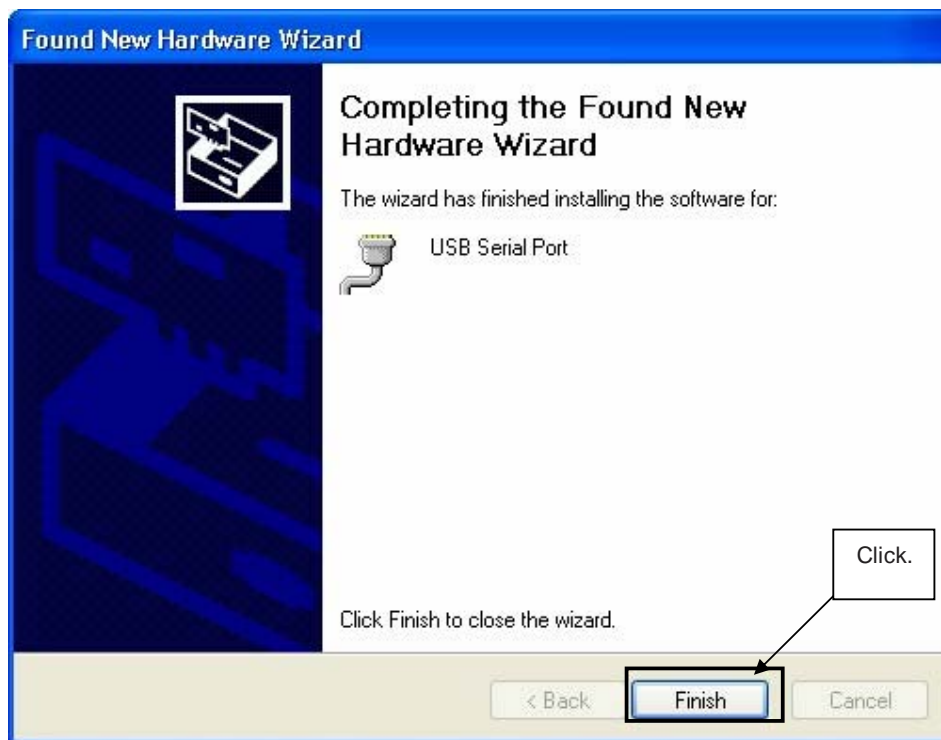 Found New Hardware Wizard
Completing the Found New
Hardware Wizard
The wizard has finished installing the software for:
USB Serial Port
Click.
Click Finish to close the wizard.
< Back
Finish
Cancel